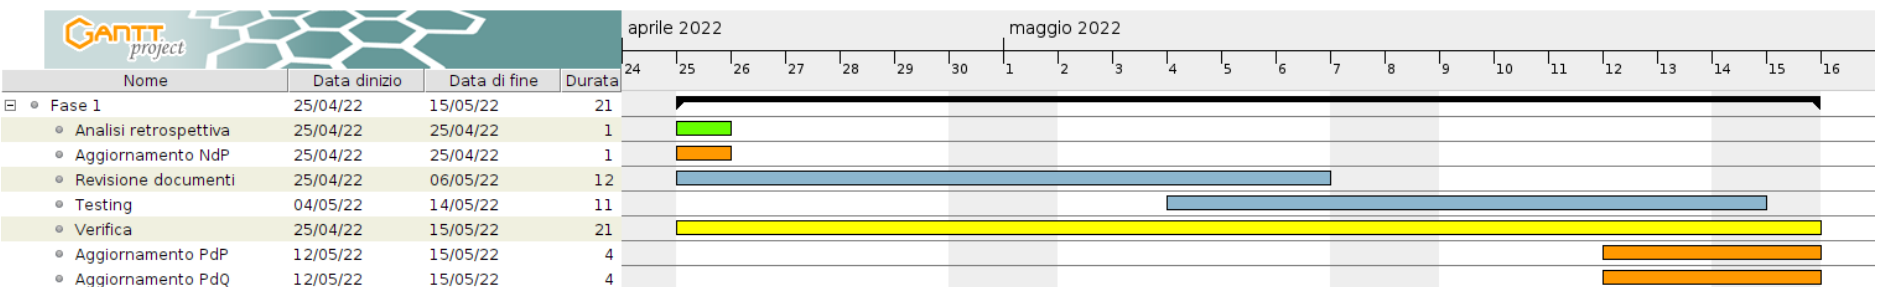 GANTT project
aprile 2022 maggio 2022
24 25 26 27 28 29 30 1 2 3 4 5 6 7 8 9 10 11 12 13 14 15 16
Nome Data dinizio Data di fine Durata
Fase 1 25/04/22 15/05/22 21
Analisi retrospettiva 25/04/22 25/04/22 1
Aggiornamento NdP 25/04/22 25/04/22 1
Revisione documenti 25/04/22 06/05/22 12
Testing 04/05/22 14/05/22 11
Verifica 25/04/22 15/05/22 21
Aggiornamento PdP 12/05/22 15/05/22 4
Aggiornamento PdQ 12/05/22 15/05/22 4